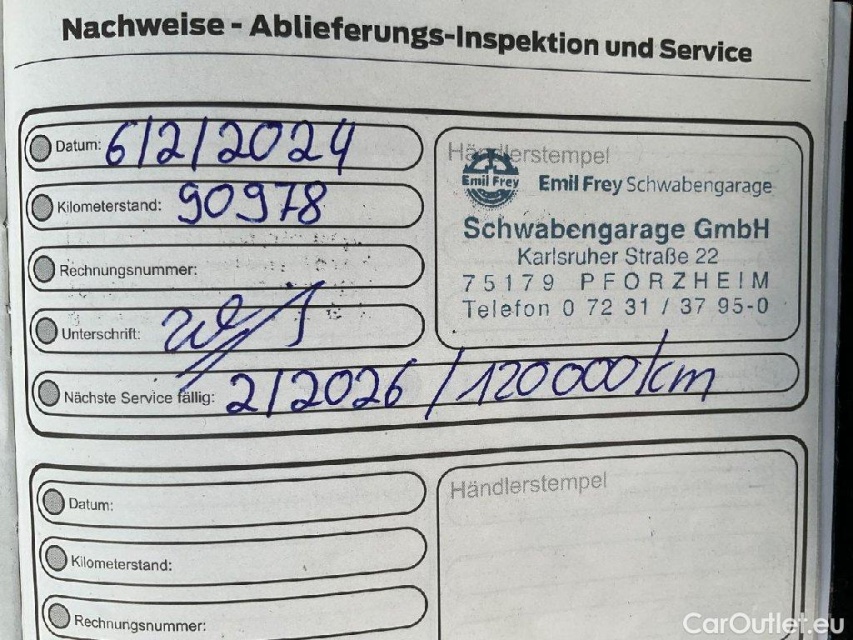 Nachweise - Ablieferungs-Inspektion und Service
Datum: 6/2/2024
Kilometerstand: 90978
Rechnungsnummer:
Unterschrift:
Nächste Service fällig: 2/2026 / 120000 km
Händlerstempel
Emil Frey
Emil Frey Schwabengarage
Schwabengarage GmbH
Karlsruher Straße 22
75179 PFORZHEIM
Telefon 0 72 31 / 37 95-0
Datum:
Kilometerstand:
Rechnungsnummer:
Händlerstempel
CarOutlet.eu